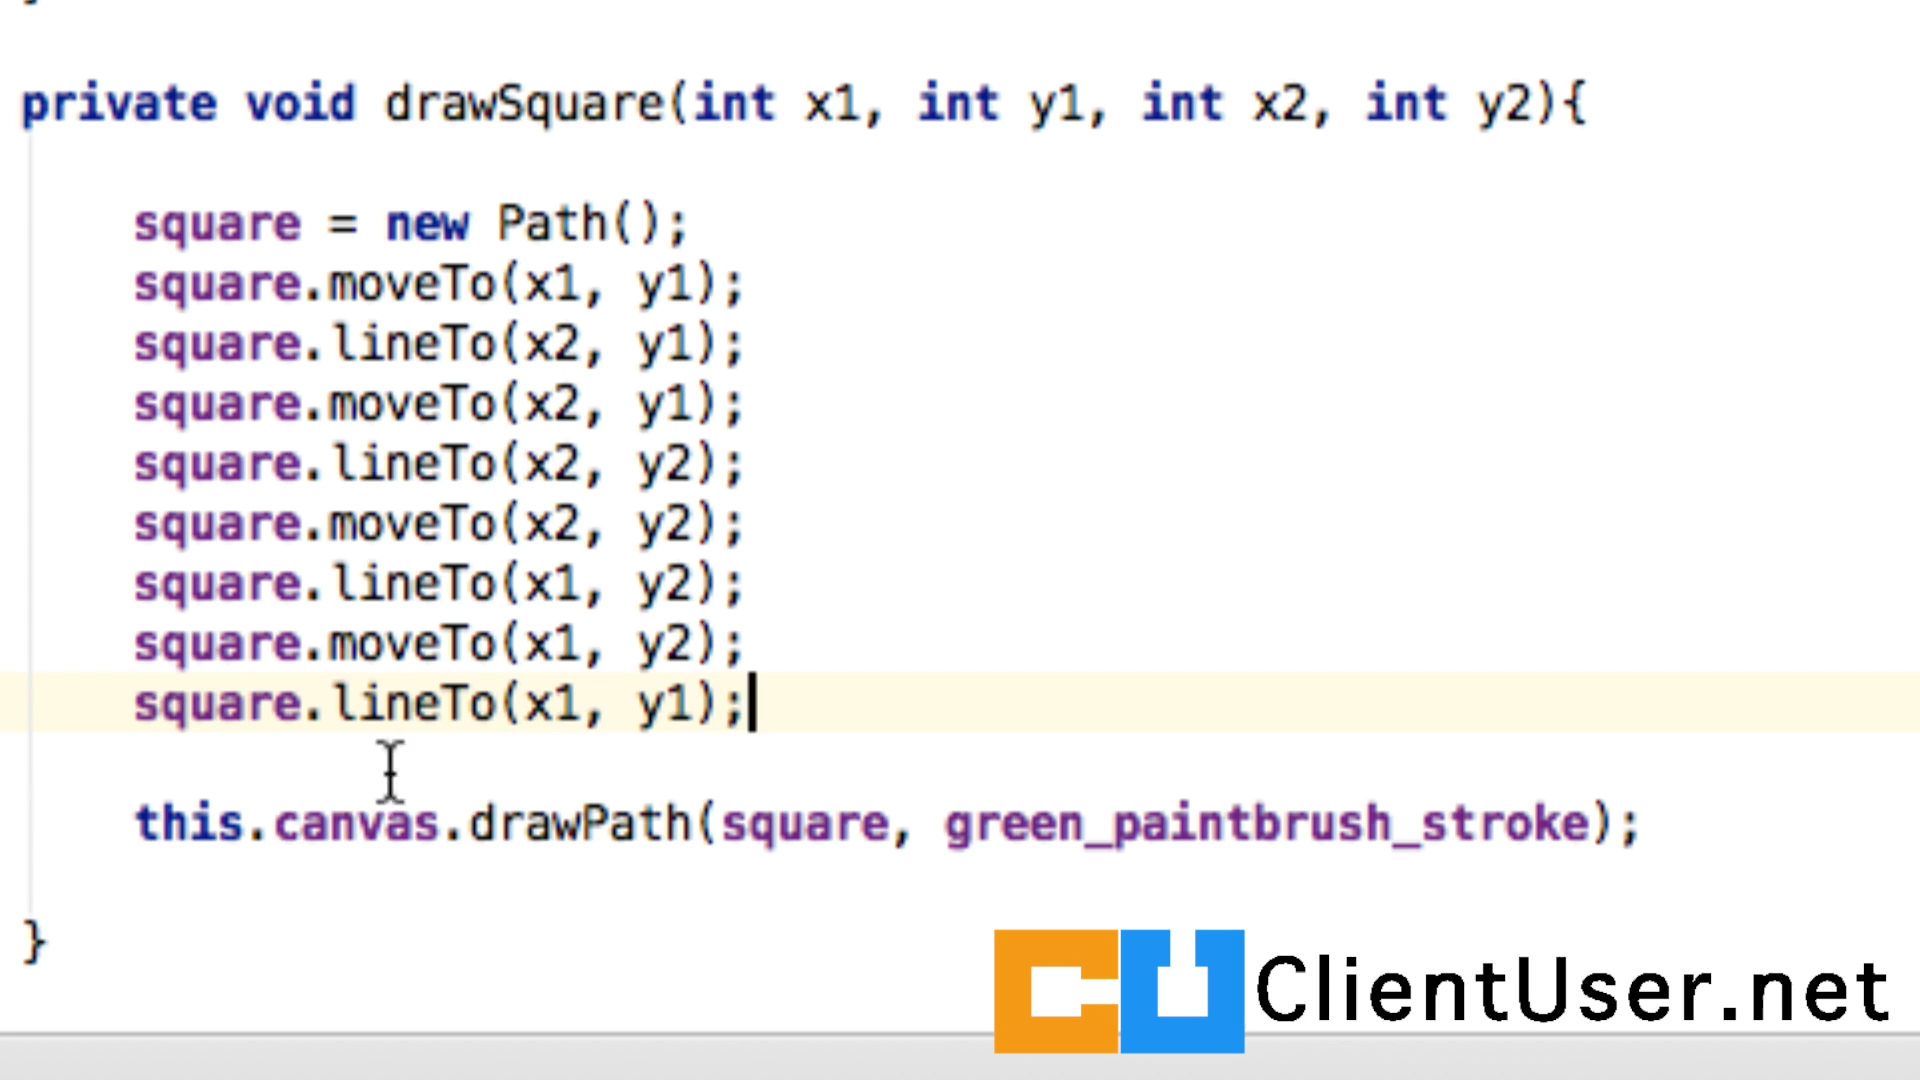 private void drawSquare(int x1, int y1, int x2, int y2){
square = new Path();
square.moveTo(x1, y1);
square.lineTo(x2, y1);
square.moveTo(x2, y1);
square.lineTo(x2, y2);
square.moveTo(x2, y2);
square.lineTo(x1, y2);
square.moveTo(x1, y2);
square.lineTo(x1, y1);
this.canvas.drawPath(square, green_paintbrush_stroke);
}
CU ClientUser.net